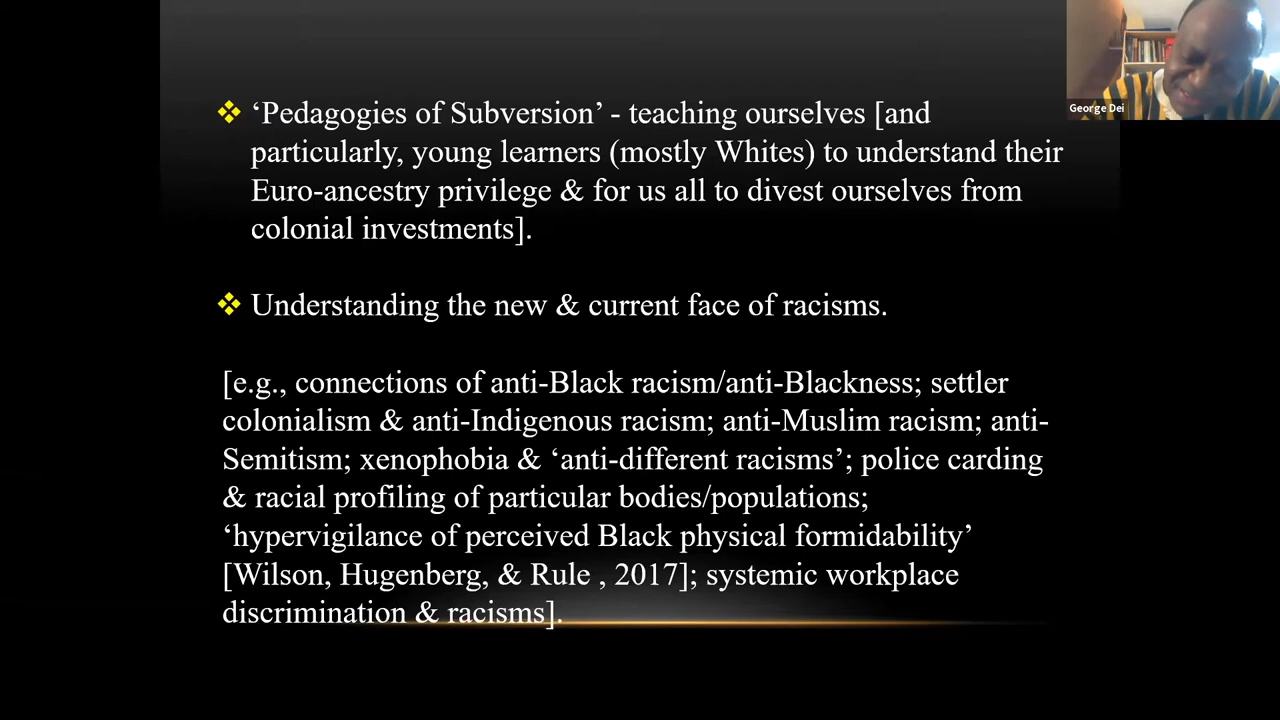 ‘Pedagogies of Subversion’ - teaching ourselves [and
particularly, young learners (mostly Whites) to understand their
Euro-ancestry privilege & for us all to divest ourselves from
colonial investments].
Understanding the new & current face of racisms.
[e.g., connections of anti-Black racism/anti-Blackness; settler
colonialism & anti-Indigenous racism; anti-Muslim racism; anti-
Semitism; xenophobia & ‘anti-different racisms’; police carding
& racial profiling of particular bodies/populations;
‘hypervigilance of perceived Black physical formidability’
[Wilson, Hugenberg, & Rule , 2017]; systemic workplace
discrimination & racisms].
George Dei